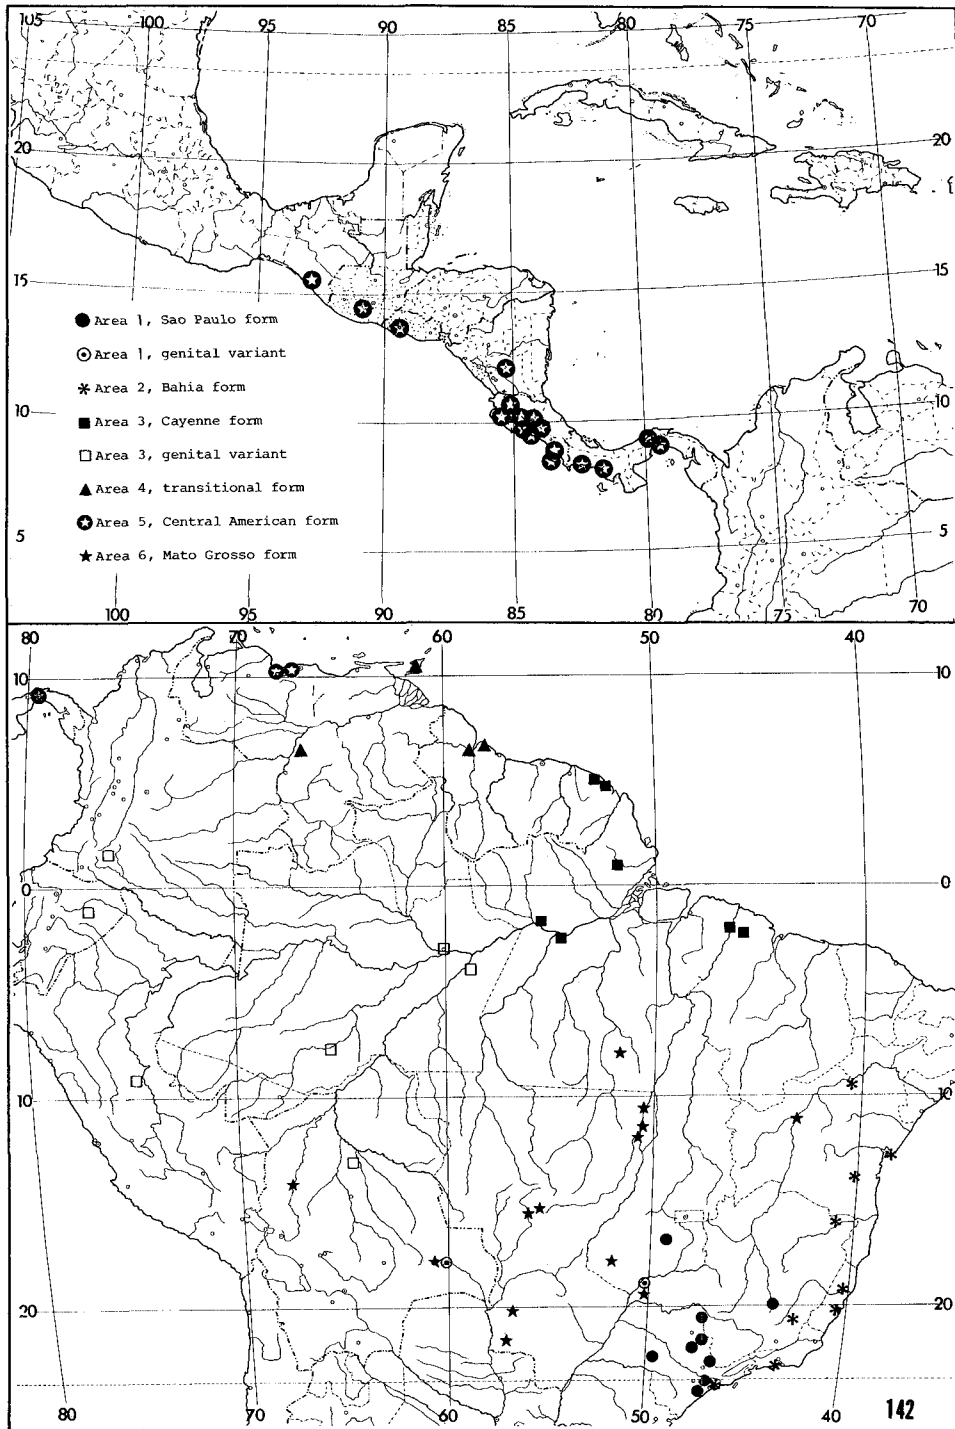 105 100 95 90 85 80 75 70
20 20
15 15
Area 1, Sao Paulo form
Area 1, genital variant
Area 2, Bahia form
10 10
Area 3, Cayenne form
Area 3, genital variant
Area 4, transitional form
Area 5, Central American form
5 5
Area 6, Mato Grosso form
100 95 90 85 80 75 70
80 70 60 50 40
10 10
0 0
10 10
20 20
80 70 60 50 40
142